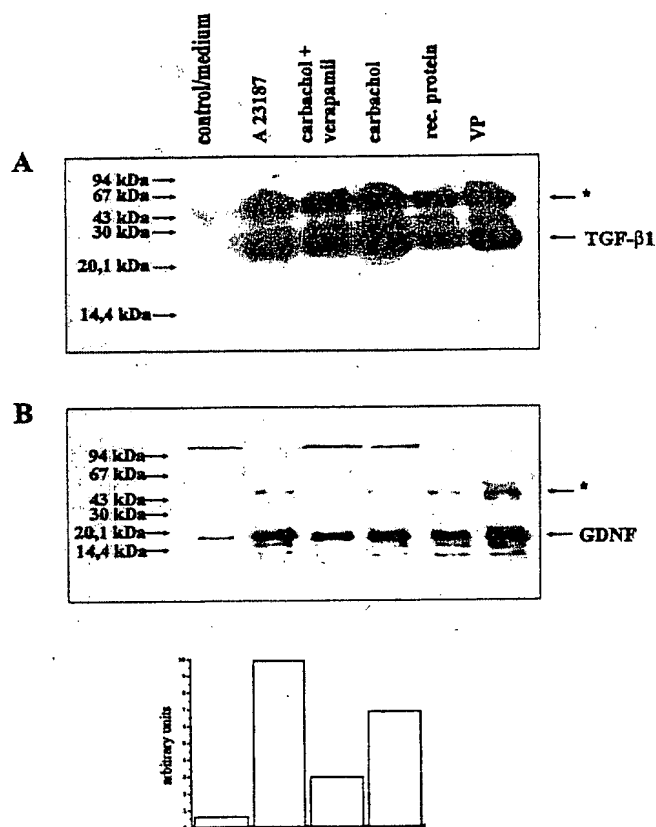 control/medium
A 23187
carbachol +
verapamil
carbachol
rec. protein
VP
A
94 kDa
67 kDa
43 kDa
30 kDa
20,1 kDa
14,4 kDa
*
TGF-β1
B
94 kDa
67 kDa
43 kDa
30 kDa
20,1 kDa
14,4 kDa
*
GDNF
arbitrary units
10